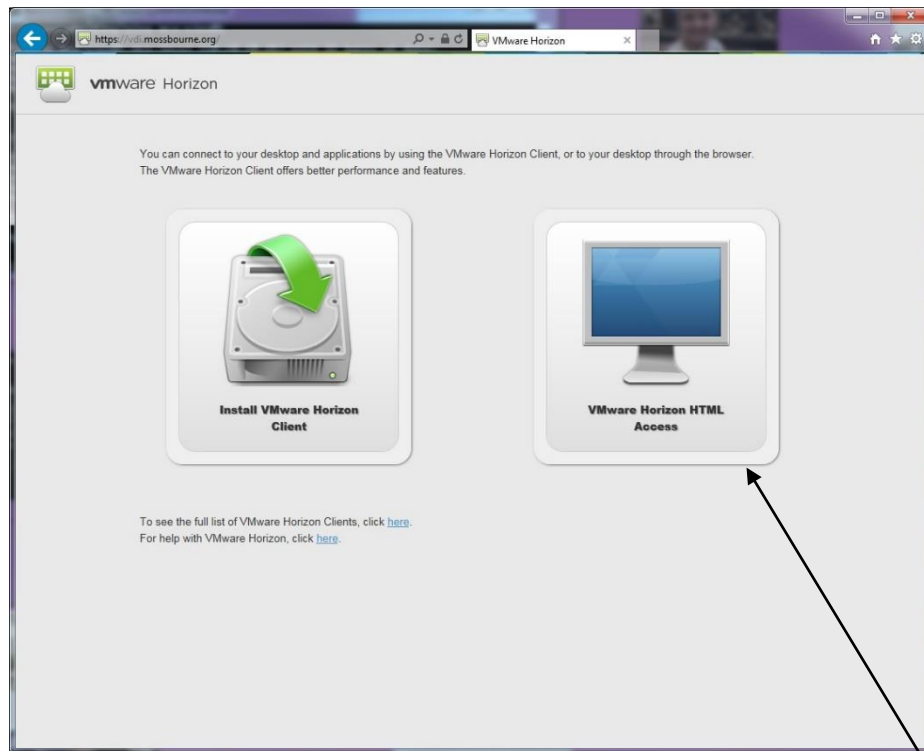 https://vdi.mossbourne.org/
VMware Horizon
vmware Horizon
You can connect to your desktop and applications by using the VMware Horizon Client, or to your desktop through the browser.
The VMware Horizon Client offers better performance and features.
Install VMware Horizon
Client
VMware Horizon HTML
Access
To see the full list of VMware Horizon Clients, click here.
For help with VMware Horizon, click here.